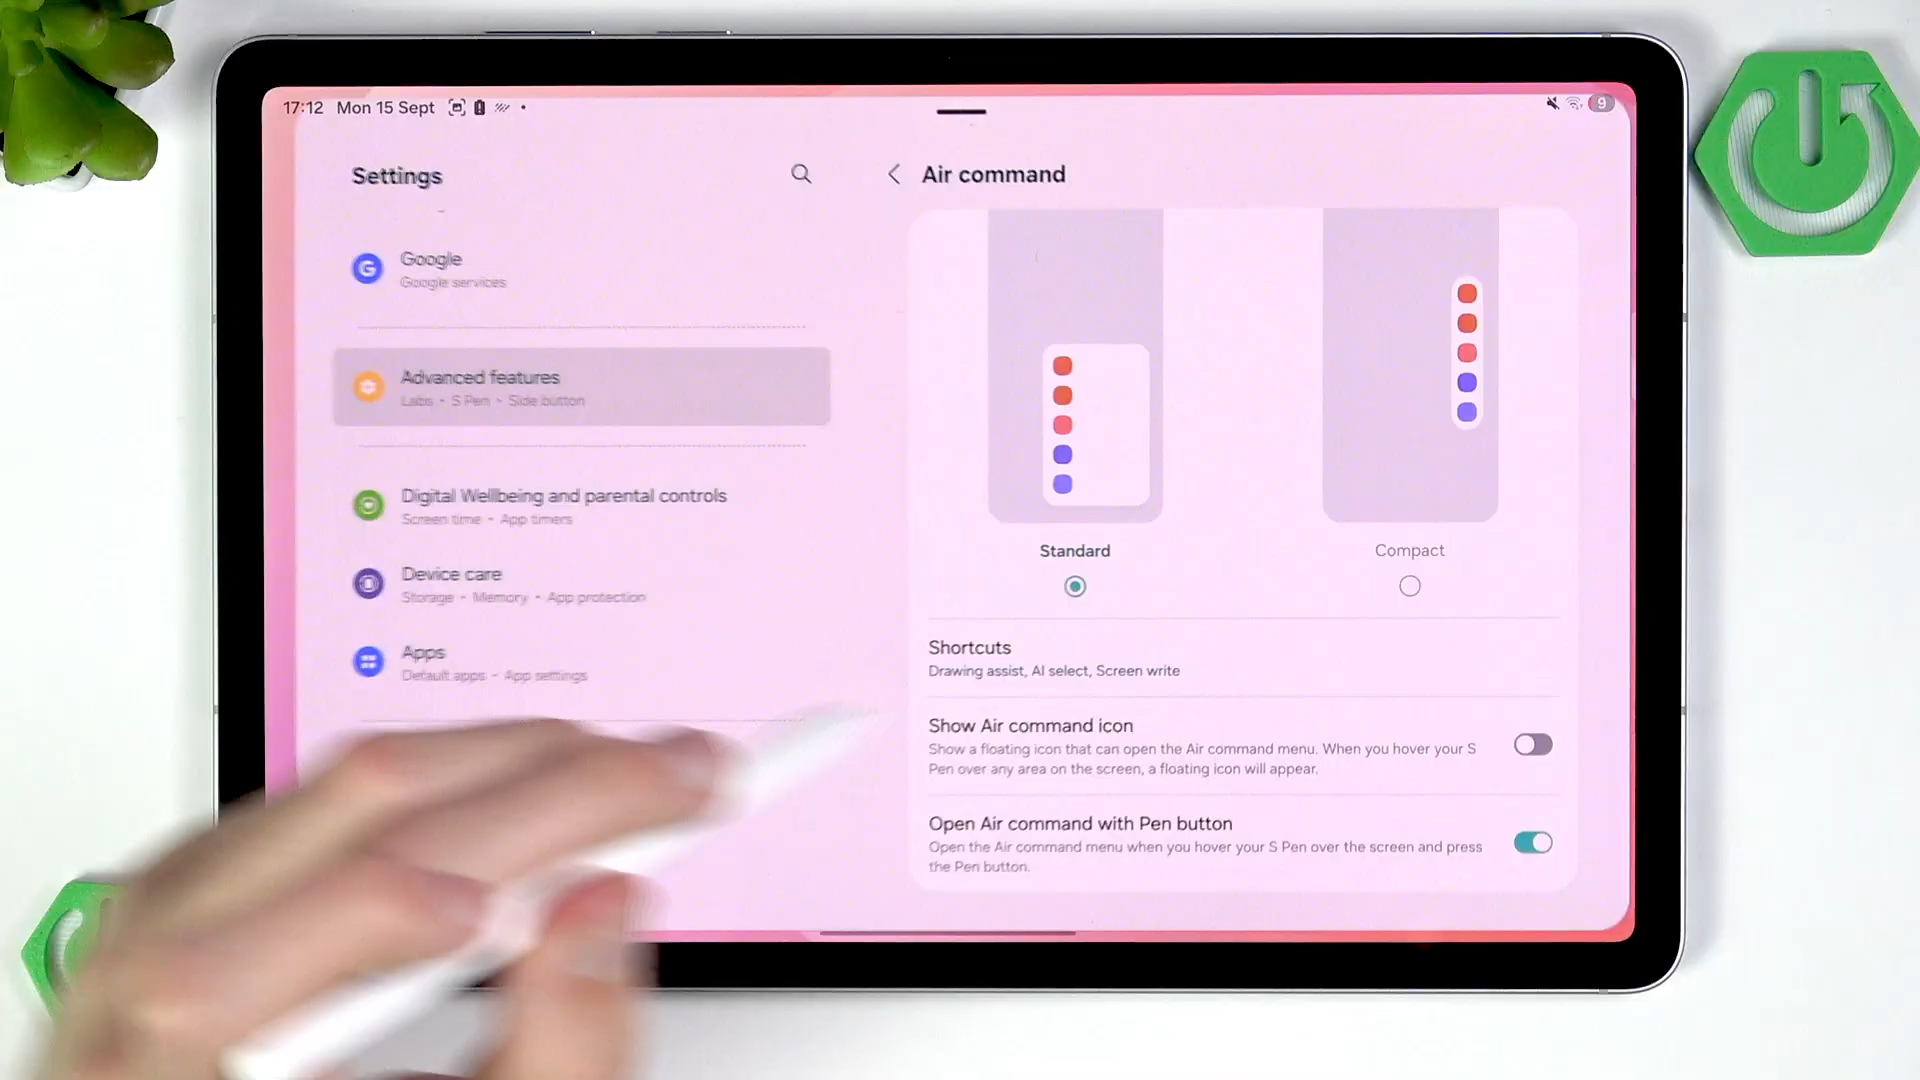 17:12 Mon 15 Sept
9
Settings
Google
Google services
Advanced features
Labs • S Pen • Side button
Digital Wellbeing and parental controls
Screen time • App timers
Device care
Storage • Memory • App protection
Apps
Default apps • App settings
Air command
Standard
Compact
Shortcuts
Drawing assist, AI select, Screen write
Show Air command icon
Show a floating icon that can open the Air command menu. When you hover your S
Pen over any area on the screen, a floating icon will appear.
Open Air command with Pen button
Open the Air command menu when you hover your S Pen over the screen and press
the Pen button.